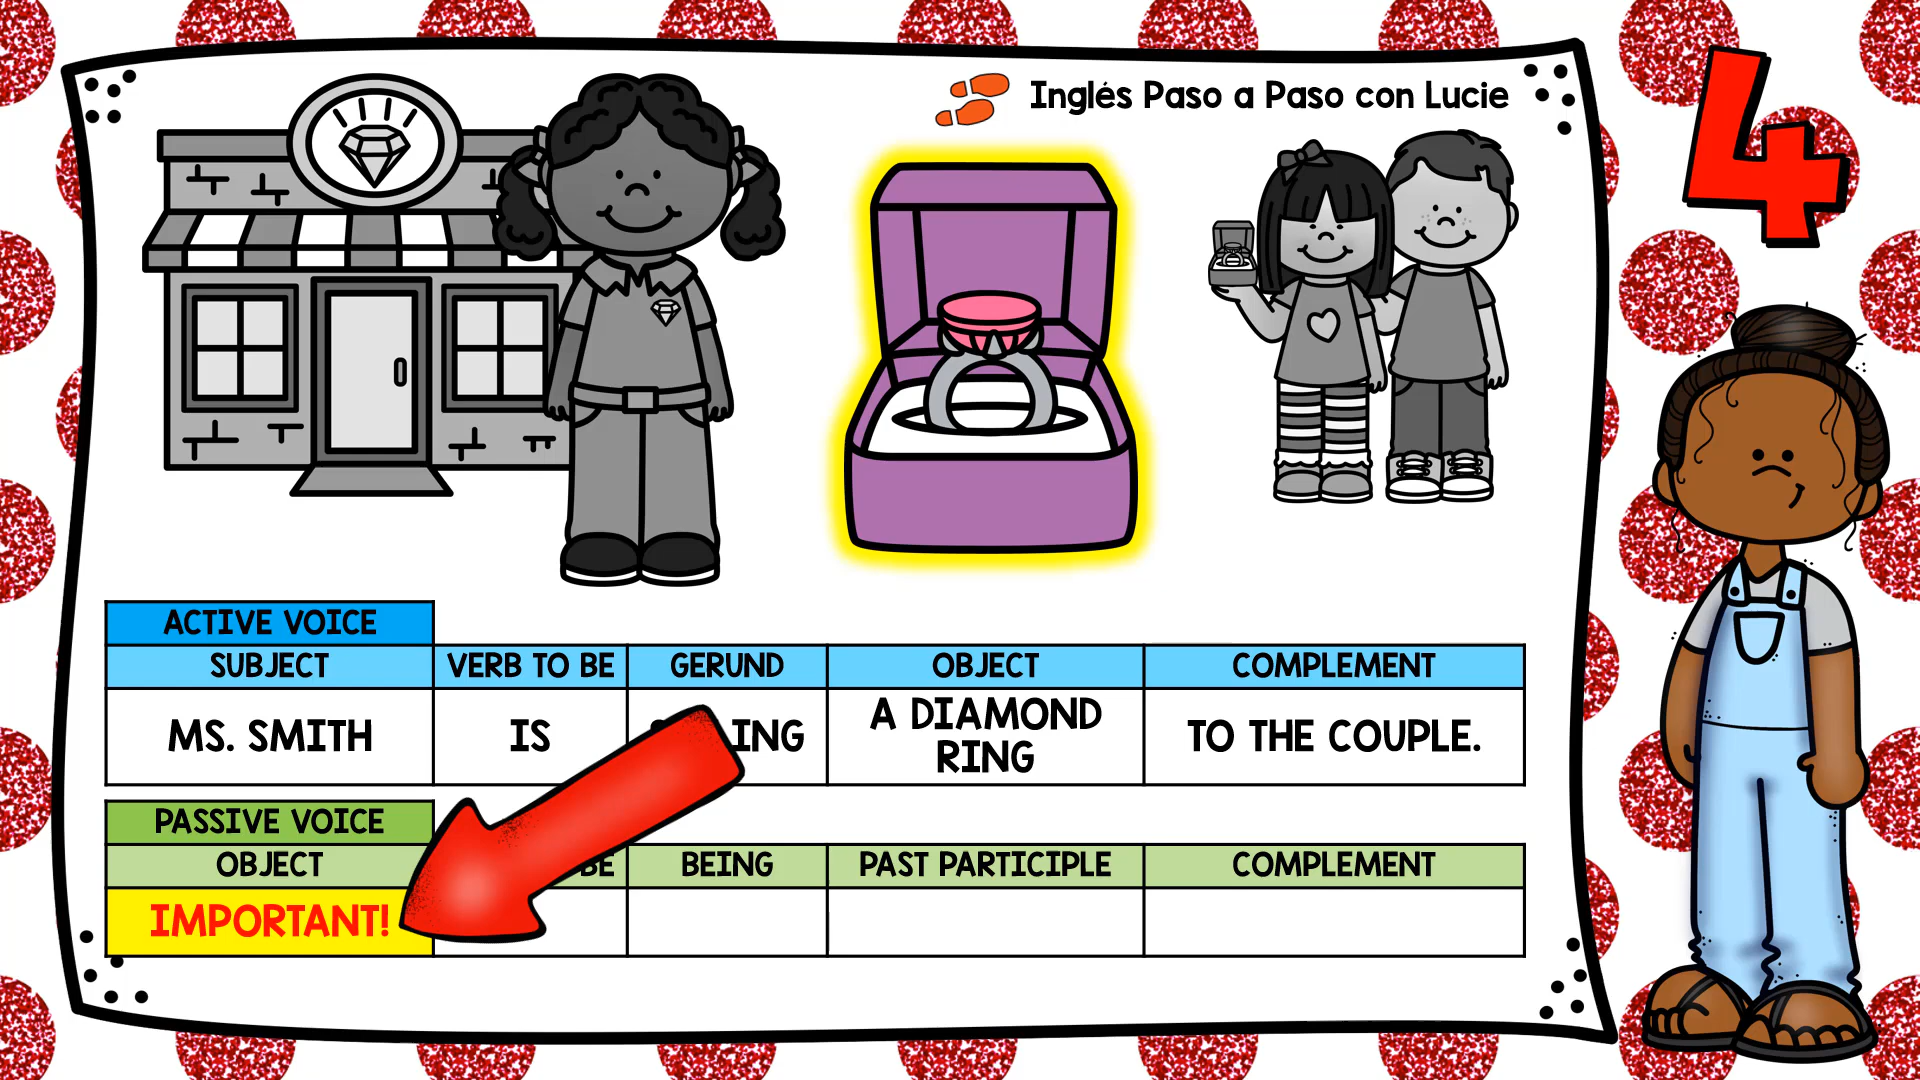 Inglés Paso a Paso con Lucie
4
ACTIVE VOICE
SUBJECT VERB TO BE GERUND OBJECT COMPLEMENT
MS. SMITH IS A DIAMOND RING TO THE COUPLE.
PASSIVE VOICE
OBJECT BE BEING PAST PARTICIPLE COMPLEMENT
IMPORTANT!